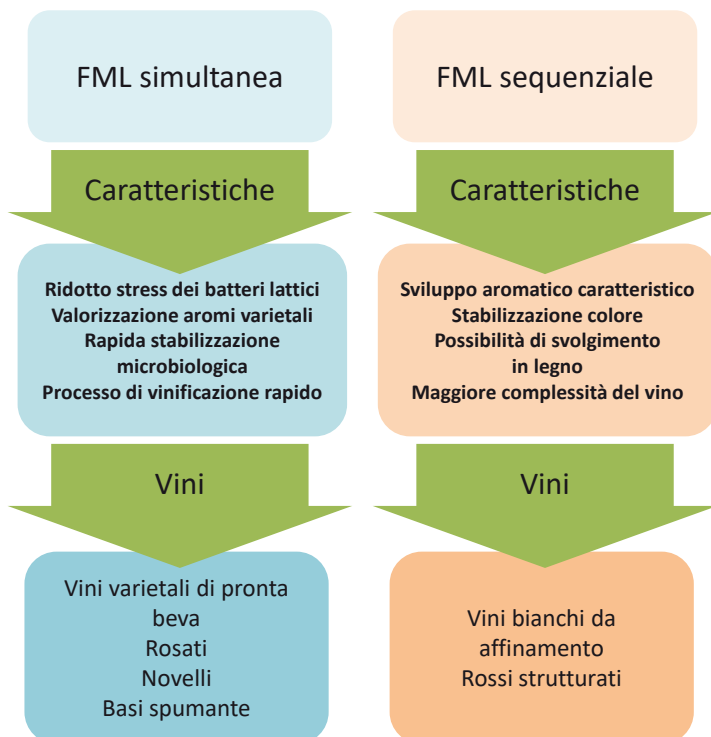 FML simultanea
Caratteristiche
Ridotto stress dei batteri lattici
Valorizzazione aromi varietali
Rapida stabilizzazione
microbiologica
Processo di vinificazione rapido
Vini
Vini varietali di pronta
beva
Rosati
Novelli
Basi spumante
FML sequenziale
Caratteristiche
Sviluppo aromatico caratteristico
Stabilizzazione colore
Possibilità di svolgimento
in legno
Maggiore complessità del vino
Vini
Vini bianchi da
affinamento
Rossi strutturati